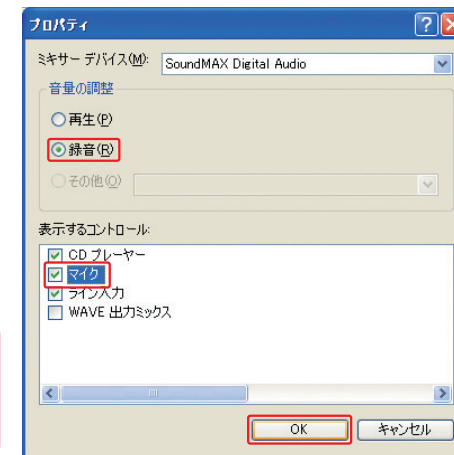 プロパティ
ミキサー デバイス(M): SoundMAX Digital Audio
音量の調整
再生(P)
録音(R)
その他(O)
表示するコントロール:
CD プレーヤー
マイク
ライン入力
WAVE 出力ミックス
OK キャンセル